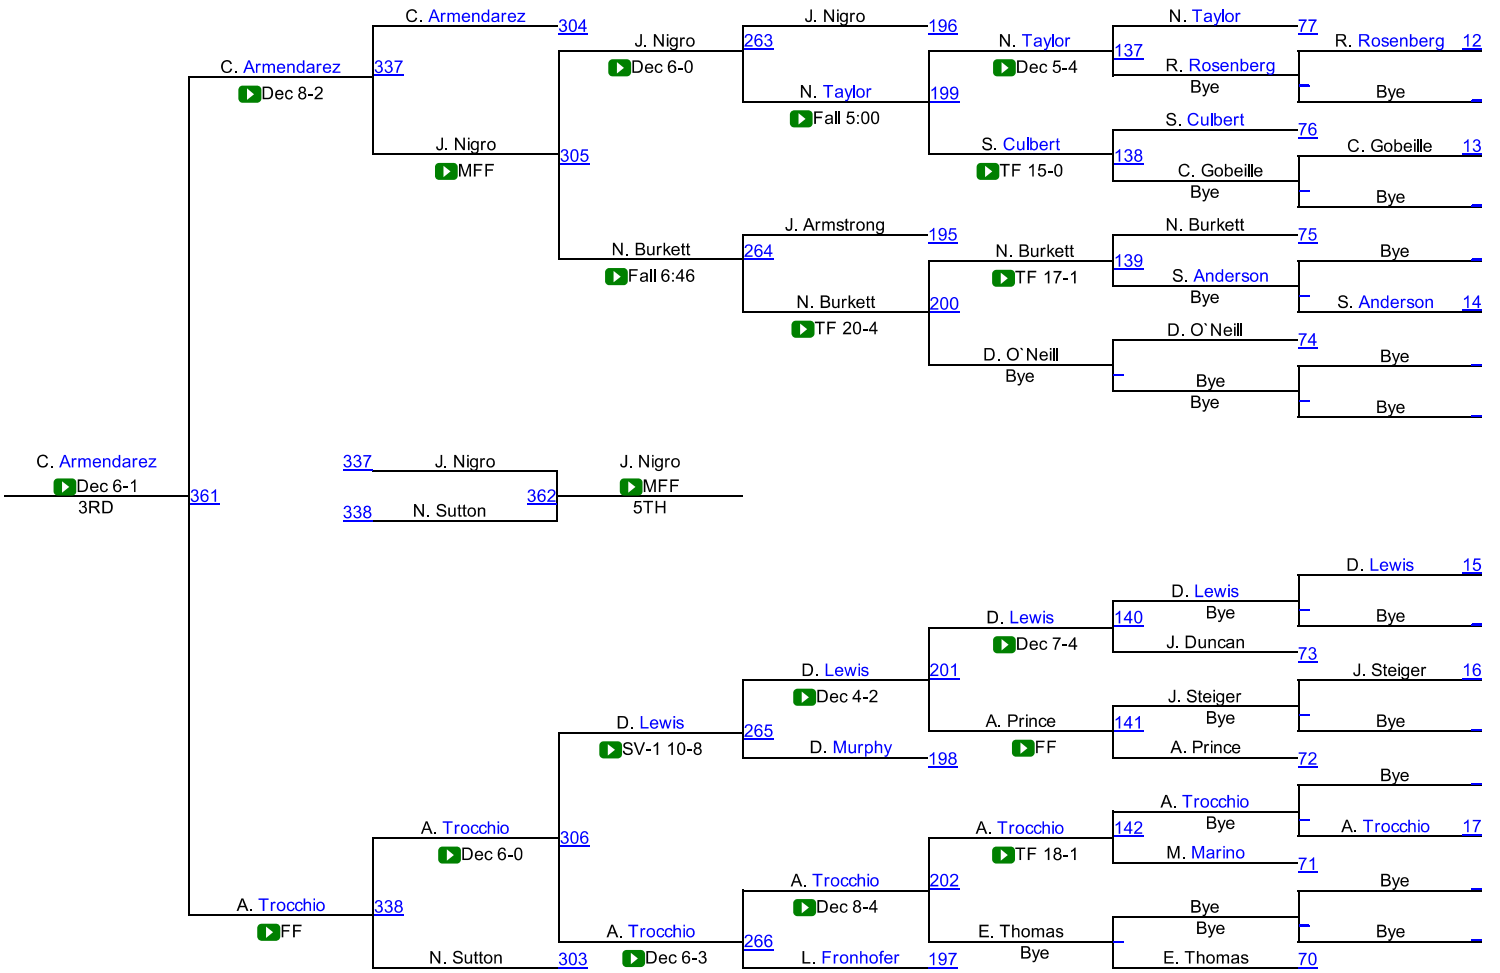 C. Armendarez 304
J. Nigro 196
N. Taylor 77
J. Nigro 263
N. Taylor 137
R. Rosenberg 12
C. Armendarez 337
Dec 6-0
Dec 5-4
R. Rosenberg
Dec 8-2
N. Taylor 199
Bye
Bye
Fall 5:00
S. Culbert 76
J. Nigro 305
S. Culbert 138
C. Gobeille 13
MFF
TF 15-0
C. Gobeille
Bye
Bye
J. Armstrong 195
N. Burkett 75
N. Burkett 264
N. Burkett 139
Bye
Fall 6:46
TF 17-1
S. Anderson
Bye
N. Burkett 200
S. Anderson 14
TF 20-4
D. O`Neill 74
D. O`Neill
Bye
Bye
Bye
Bye
Bye
C. Armendarez
337 J. Nigro
J. Nigro
Dec 6-1
361
362
MFF
3RD
338 N. Sutton
5TH
D. Lewis 15
D. Lewis
Bye
Bye
D. Lewis 140
Dec 7-4
J. Duncan 73
D. Lewis 201
J. Steiger 16
Dec 4-2
J. Steiger
D. Lewis 265
A. Prince 141
Bye
Bye
SV-1 10-8
D. Murphy 198
FF
A. Prince 72
Bye
A. Trocchio
A. Trocchio 306
A. Trocchio 142
Bye
A. Trocchio 17
Dec 6-0
TF 18-1
M. Marino 71
A. Trocchio 202
Bye
A. Trocchio 338
Dec 8-4
Bye
FF
A. Trocchio 266
E. Thomas
Bye
Bye
N. Sutton 303
Dec 6-3
L. Fronhofer 197
Bye
E. Thomas 70